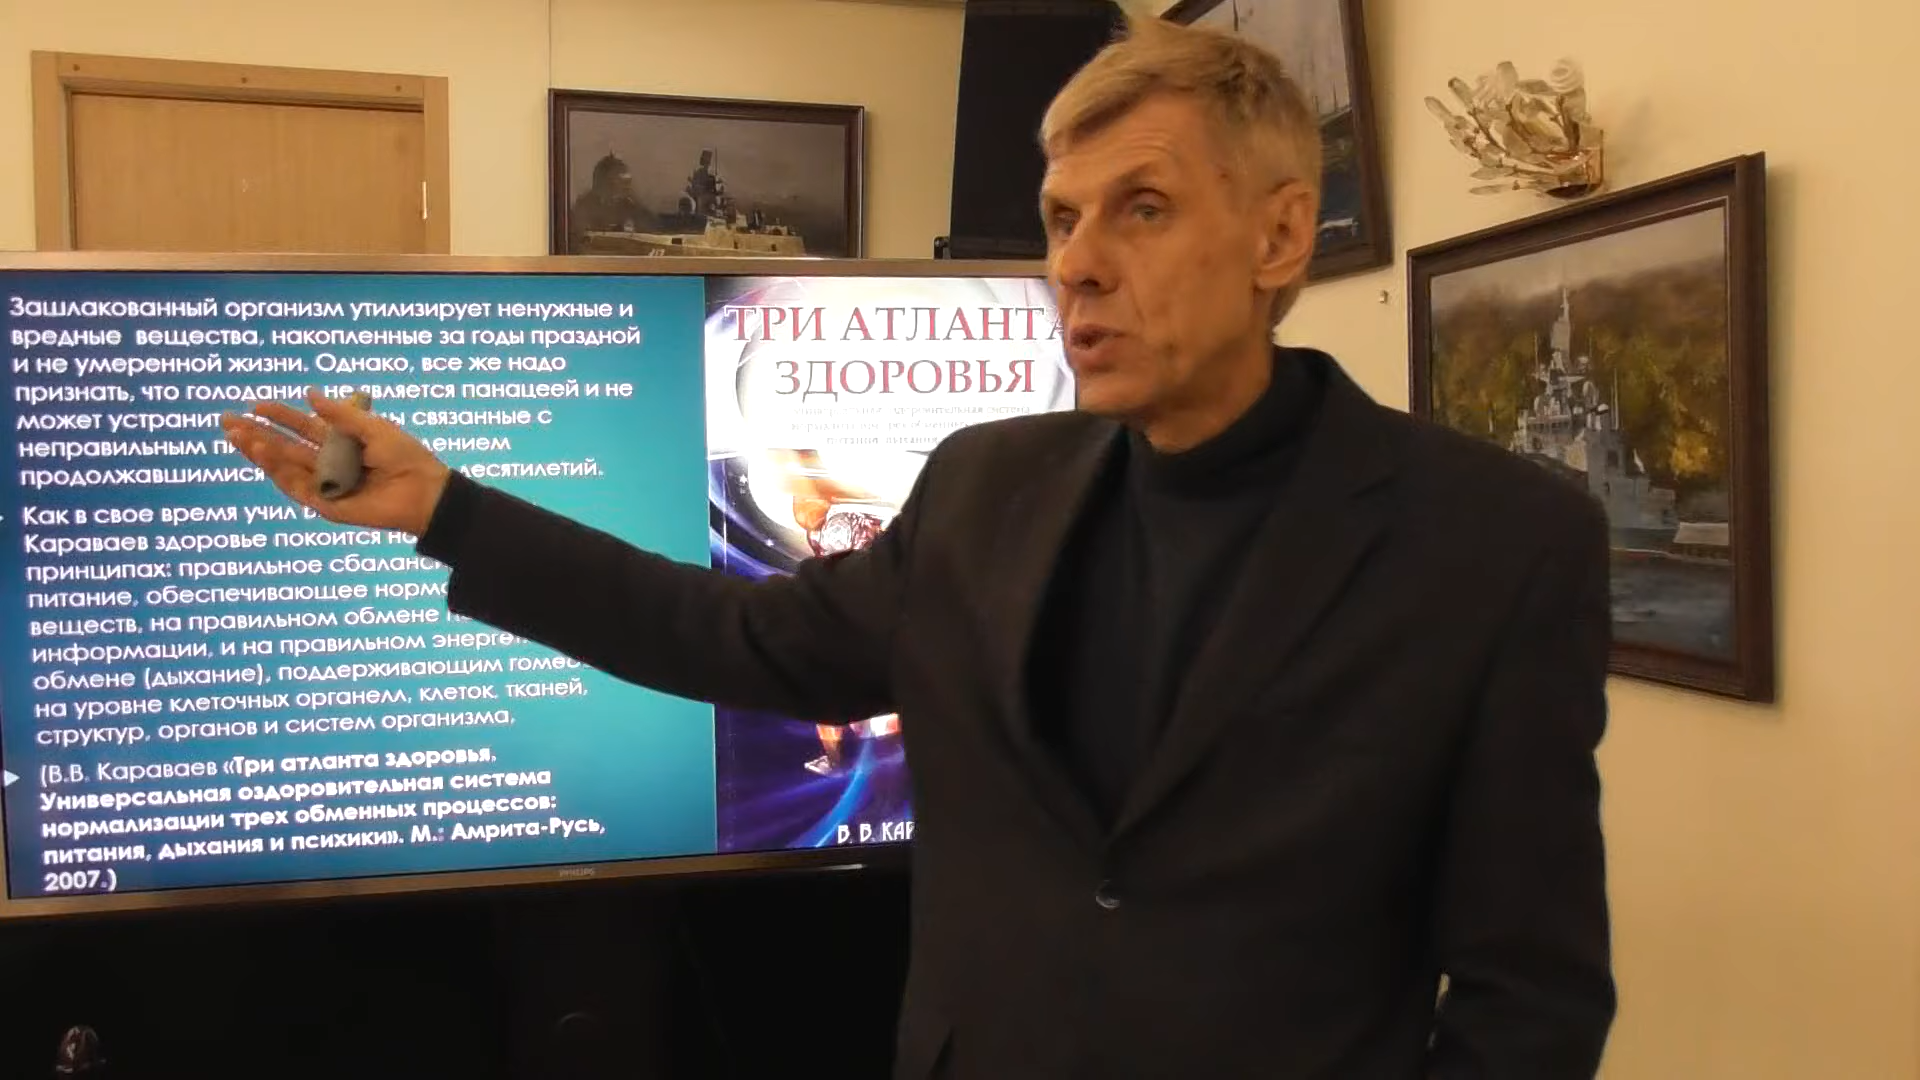 Зашлакованный организм утилизирует ненужные и
вредные вещества, накопленные за годы праздной
и не умеренной жизни. Однако, все же надо
признать, что голодание не является панацеей и не
может связанные с
неправильным
продолжавшимися десятилетий.
Как в свое время учил
Караваев здоровье покоится
принципах: правильное
питание, обеспечивающее
веществ, на правильном обмене
информации, и на правильном
обмене (дыхание), поддерживающим
на уровне клеточных органелл, клеток. тканей,
структур, органов и систем организма,
(В.В. Караваев «Три атланта здоровья.
Универсальная оздоровительная система
нормализации трех обменных процессов:
питания, дыхания и психики». М.: Амрита-Русь,
2007.)
ТРИ АТЛАНТА
ЗДОРОВЬЯ
В. В.
PHILIPS